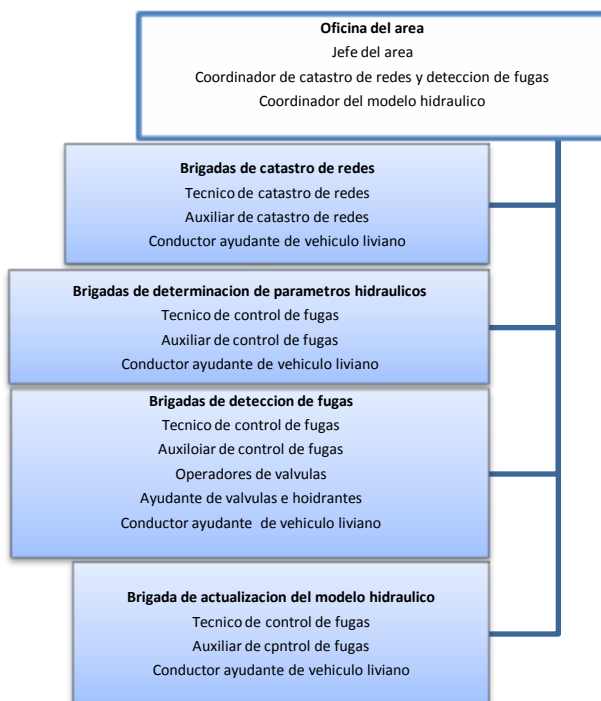 Oficina del area
Jefe del area
Coordinador de catastro de redes y deteccion de fugas
Coordinador del modelo hidraulico
Brigadas de catastro de redes
Tecnico de catastro de redes
Auxiliar de catastro de redes
Conductor ayudante de vehiculo liviano
Brigadas de determinacion de parametros hidraulicos
Tecnico de control de fugas
Auxiliar de control de fugas
Conductor ayudante de vehiculo liviano
Brigadas de deteccion de fugas
Tecnico de control de fugas
Auxiloiar de control de fugas
Operadores de valvulas
Ayudante de valvulas e hoidrantes
Conductor ayudante de vehiculo liviano
Brigada de actualizacion del modelo hidraulico
Tecnico de control de fugas
Auxiliar de cpntrol de fugas
Conductor ayudante de vehiculo liviano